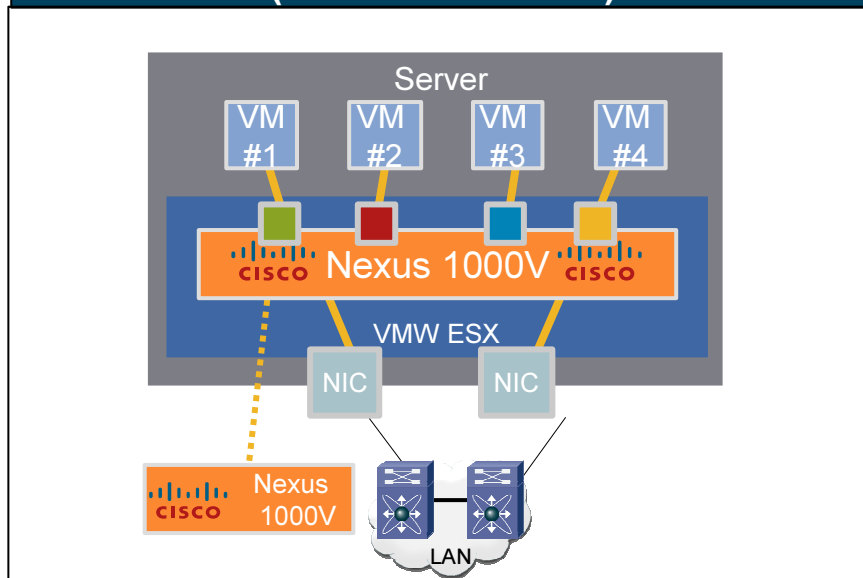 Server
VM
#1
VM
#2
VM
#3
VM
#4
CISCO
Nexus 1000V
CISCO
VMW ESX
NIC
NIC
CISCO
Nexus
1000V
LAN